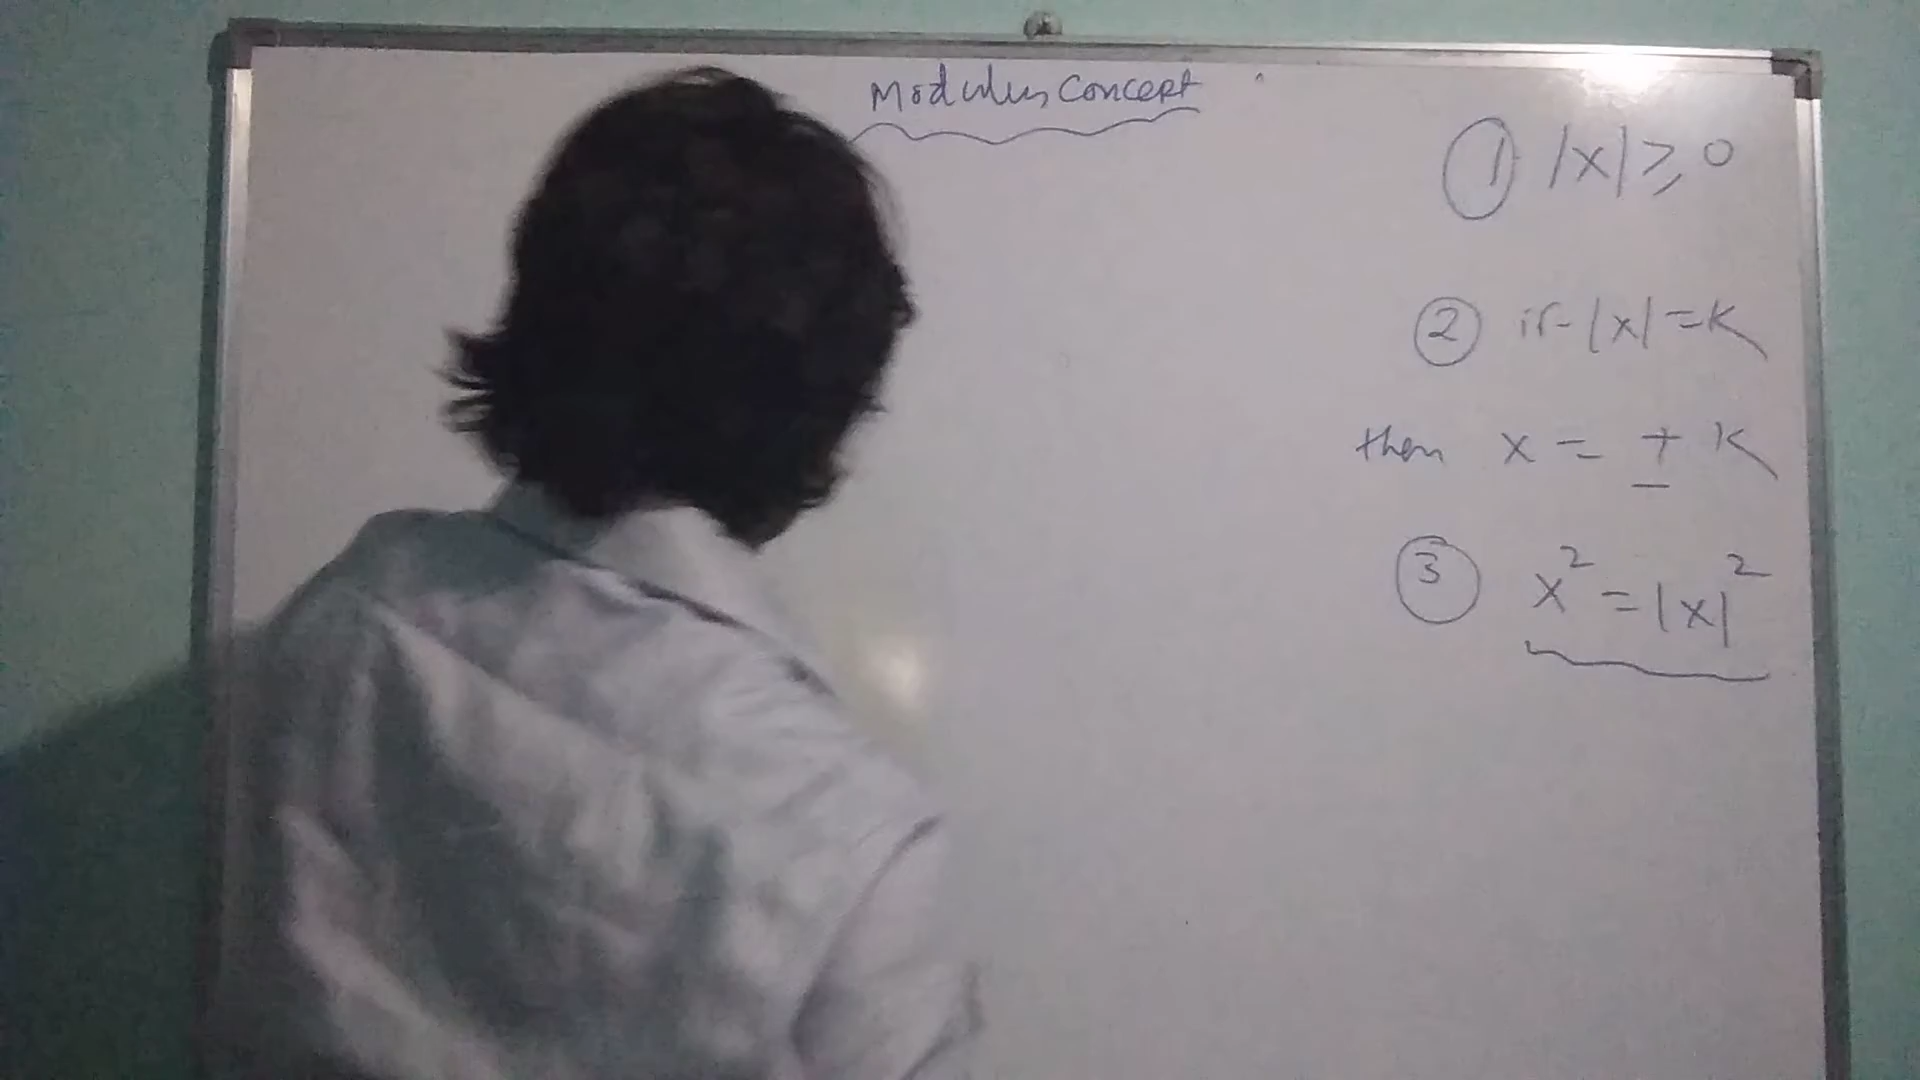 Modulus Concept
① |x| ≥ 0
② if |x| = K
then x = ± K
③ x² = |x|²